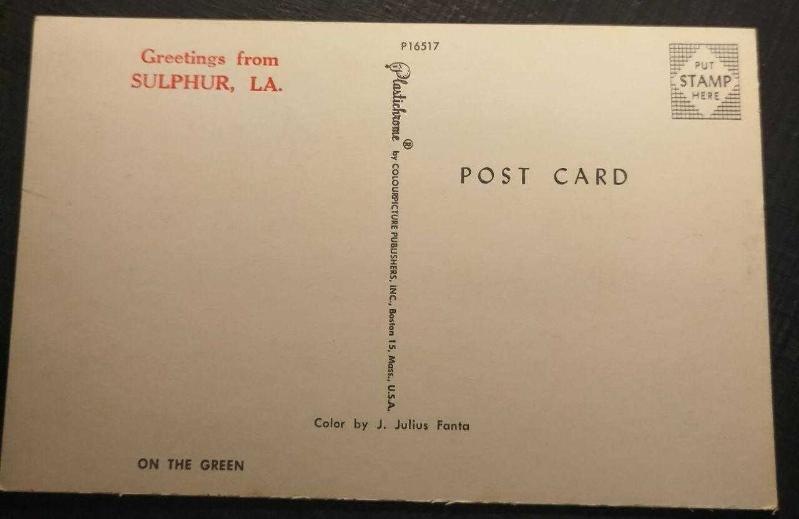 Greetings from
SULPHUR, LA.
P16517
PUT
STAMP
HERE
Plastichrome® by COLOURPICTURE PUBLISHERS, INC., Boston 15, Mass., U.S.A.
POST CARD
Color by J. Julius Fanta
ON THE GREEN